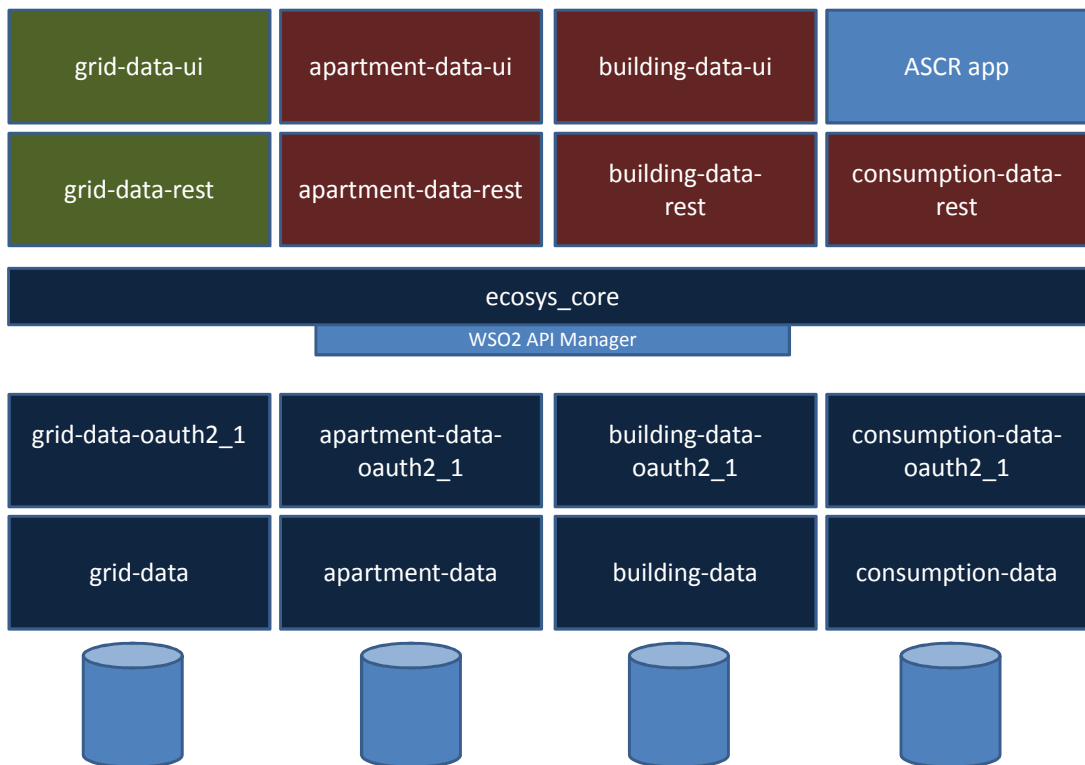 grid-data-ui
apartment-data-ui
building-data-ui
ASCR app
grid-data-rest
apartment-data-rest
building-data-
rest
consumption-data-
rest
ecosys_core
WSO2 API Manager
grid-data-oauth2_1
apartment-data-
oauth2_1
building-data-
oauth2_1
consumption-data-
oauth2_1
grid-data
apartment-data
building-data
consumption-data